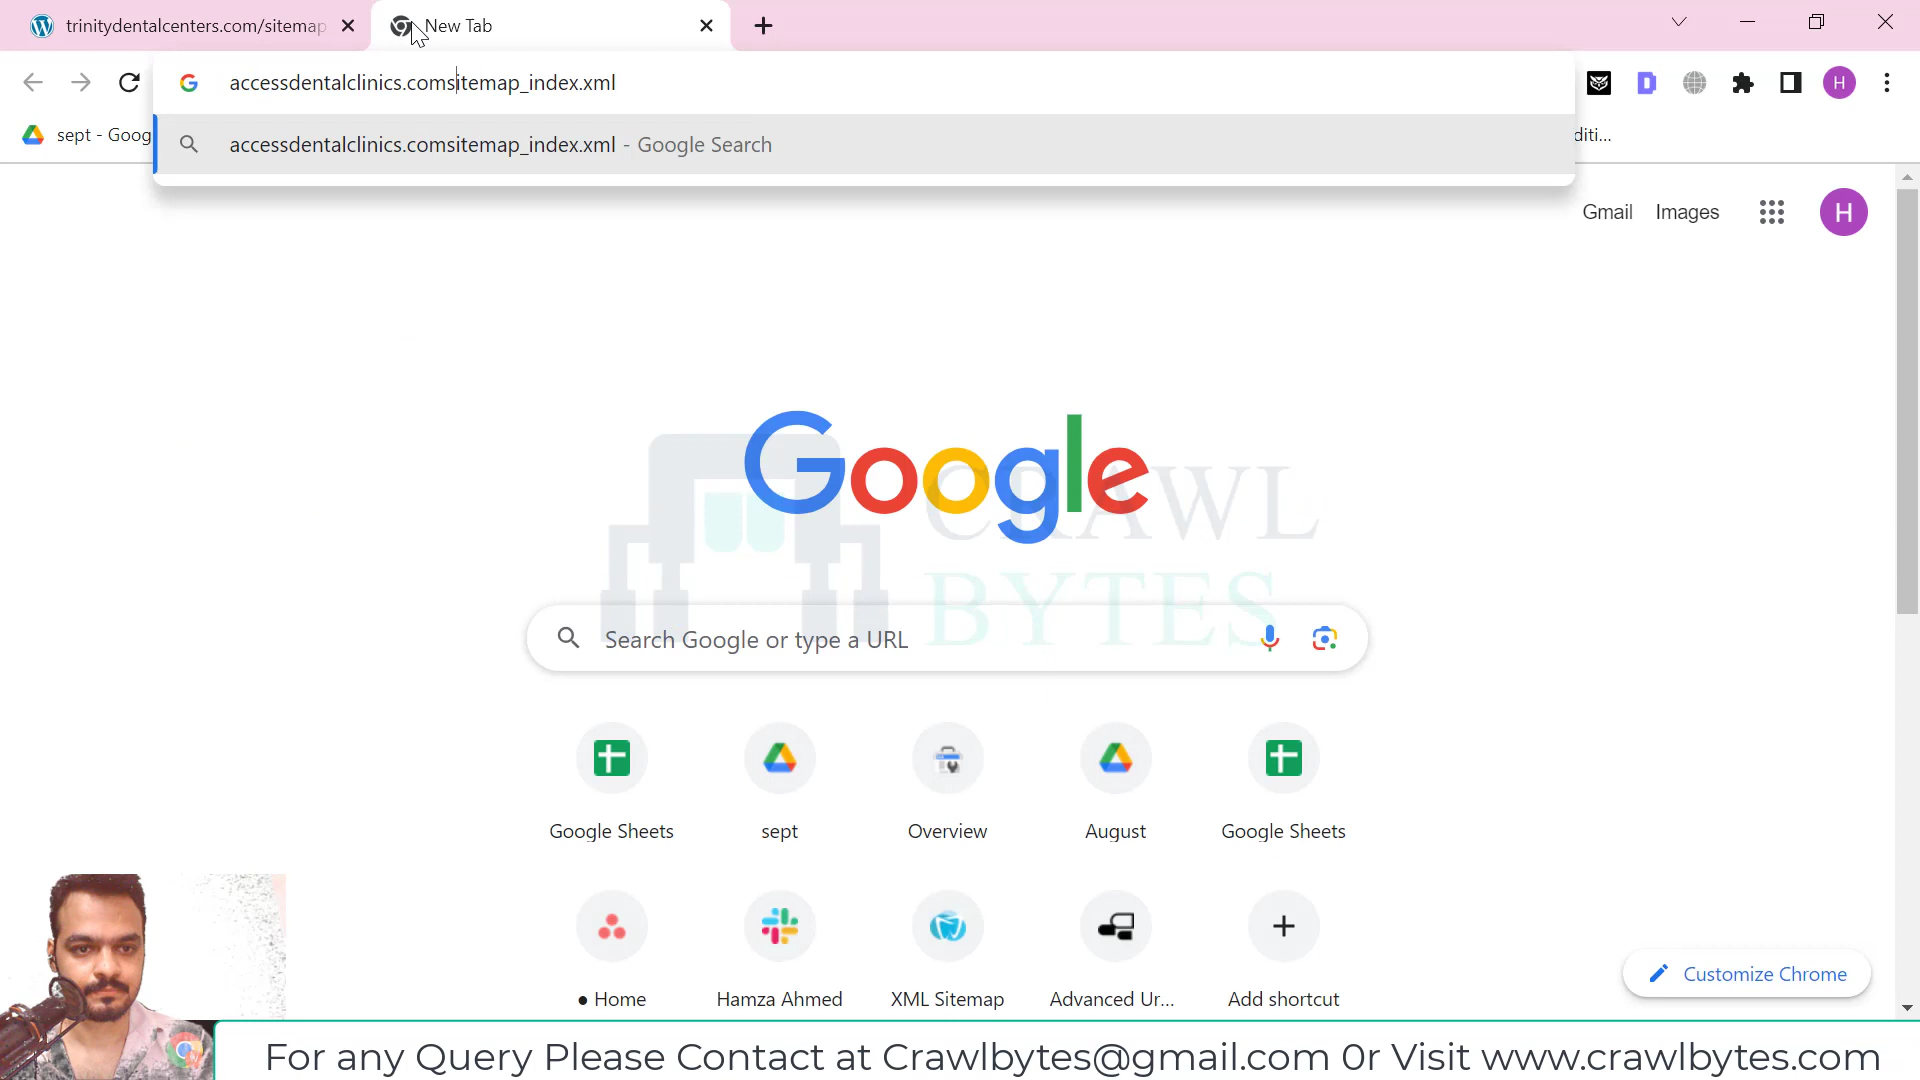 trinitydentalcenters.com/sitemap
New Tab
accessdentalclinics.comsitemap_index.xml
H
sept - Goog
diti...
accessdentalclinics.comsitemap_index.xml - Google Search
Gmail
Images
H
Google
CRAWL
BYTES
Search Google or type a URL
Google Sheets
sept
Overview
August
Google Sheets
Home
Hamza Ahmed
XML Sitemap
Advanced Ur...
Add shortcut
Customize Chrome
For any Query Please Contact at Crawlbytes@gmail.com 0r Visit www.crawlbytes.com